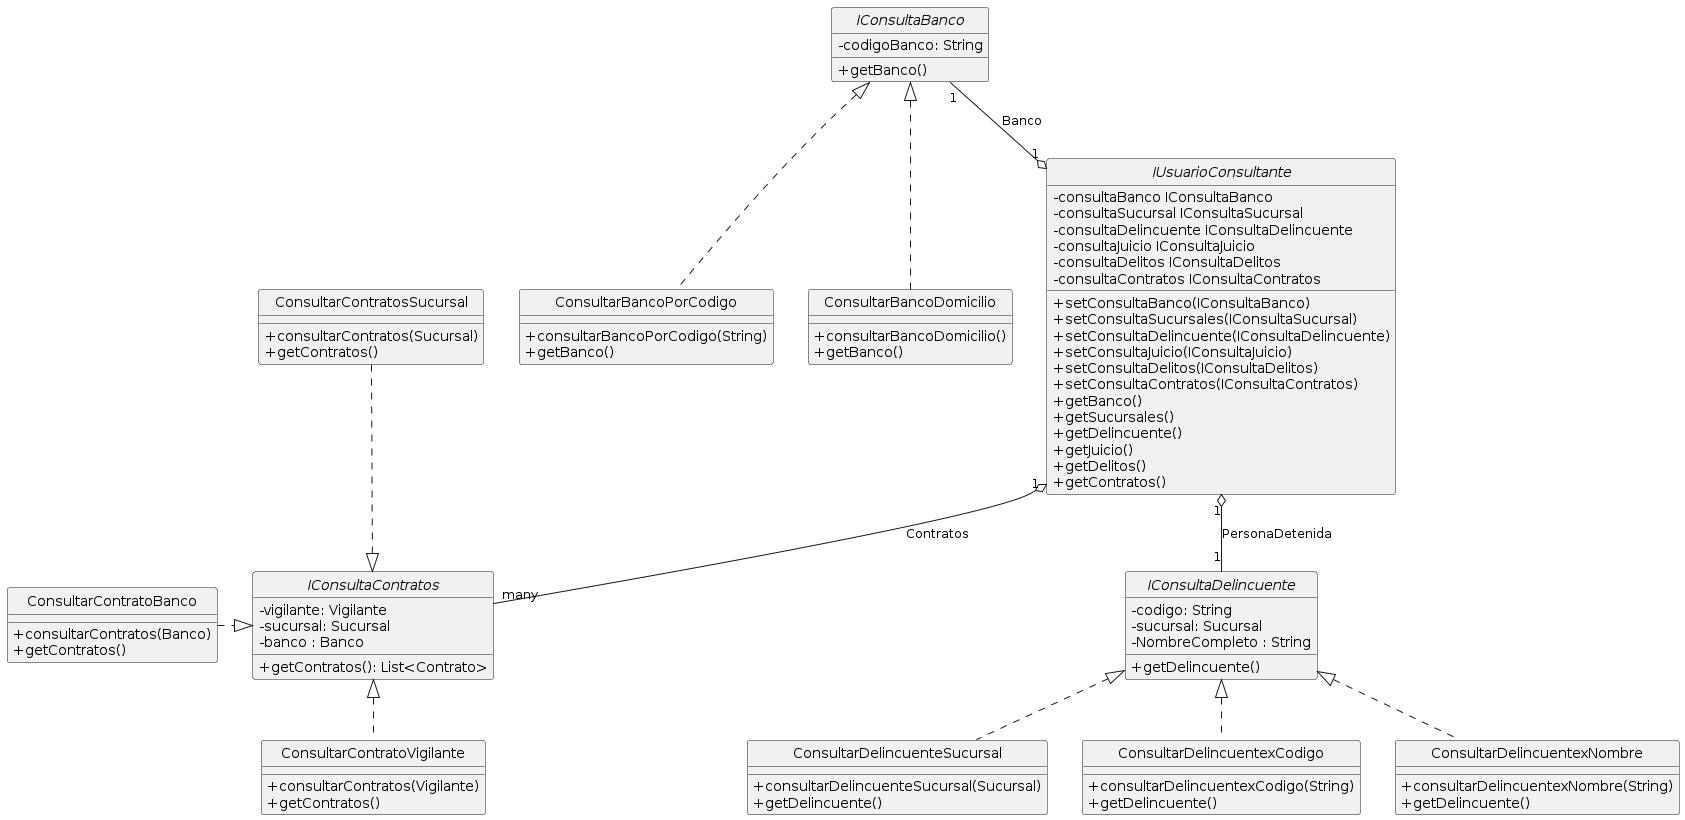 IConsultaBanco
-codigoBanco: String
+getBanco()
1
Banco
1
IUsuarioConsultante
-consultaBanco IConsultaBanco
-consultaSucursal IConsultaSucursal
-consultaDelincuente IConsultaDelincuente
-consultaJuicio IConsultaJuicio
-consultaDelitos IConsultaDelitos
-consultaContratos IConsultaContratos
+setConsultaBanco(IConsultaBanco)
+setConsultaSucursales(IConsultaSucursal)
+setConsultaDelincuente(IConsultaDelincuente)
+setConsultaJuicio(IConsultaJuicio)
+setConsultaDelitos(IConsultaDelitos)
+setConsultaContratos(IConsultaContratos)
+getBanco()
+getSucursales()
+getDelincuente()
+getJuicio()
+getDelitos()
+getContratos()
ConsultarContratosSucursal
+consultarContratos(Sucursal)
+getContratos()
ConsultarBancoPorCodigo
+consultarBancoPorCodigo(String)
+getBanco()
ConsultarBancoDomicilio
+consultarBancoDomicilio()
+getBanco()
1
Contratos
many
1
PersonaDetenida
1
ConsultarContratoBanco
+consultarContratos(Banco)
+getContratos()
IConsultaContratos
-vigilante: Vigilante
-sucursal: Sucursal
-banco : Banco
+getContratos(): List<Contrato>
IConsultaDelincuente
-codigo: String
-sucursal: Sucursal
-NombreCompleto : String
+getDelincuente()
ConsultarContratoVigilante
+consultarContratos(Vigilante)
+getContratos()
ConsultarDelincuenteSucursal
+consultarDelincuenteSucursal(Sucursal)
+getDelincuente()
ConsultarDelincuentexCodigo
+consultarDelincuentexCodigo(String)
+getDelincuente()
ConsultarDelincuentexNombre
+consultarDelincuentexNombre(String)
+getDelincuente()